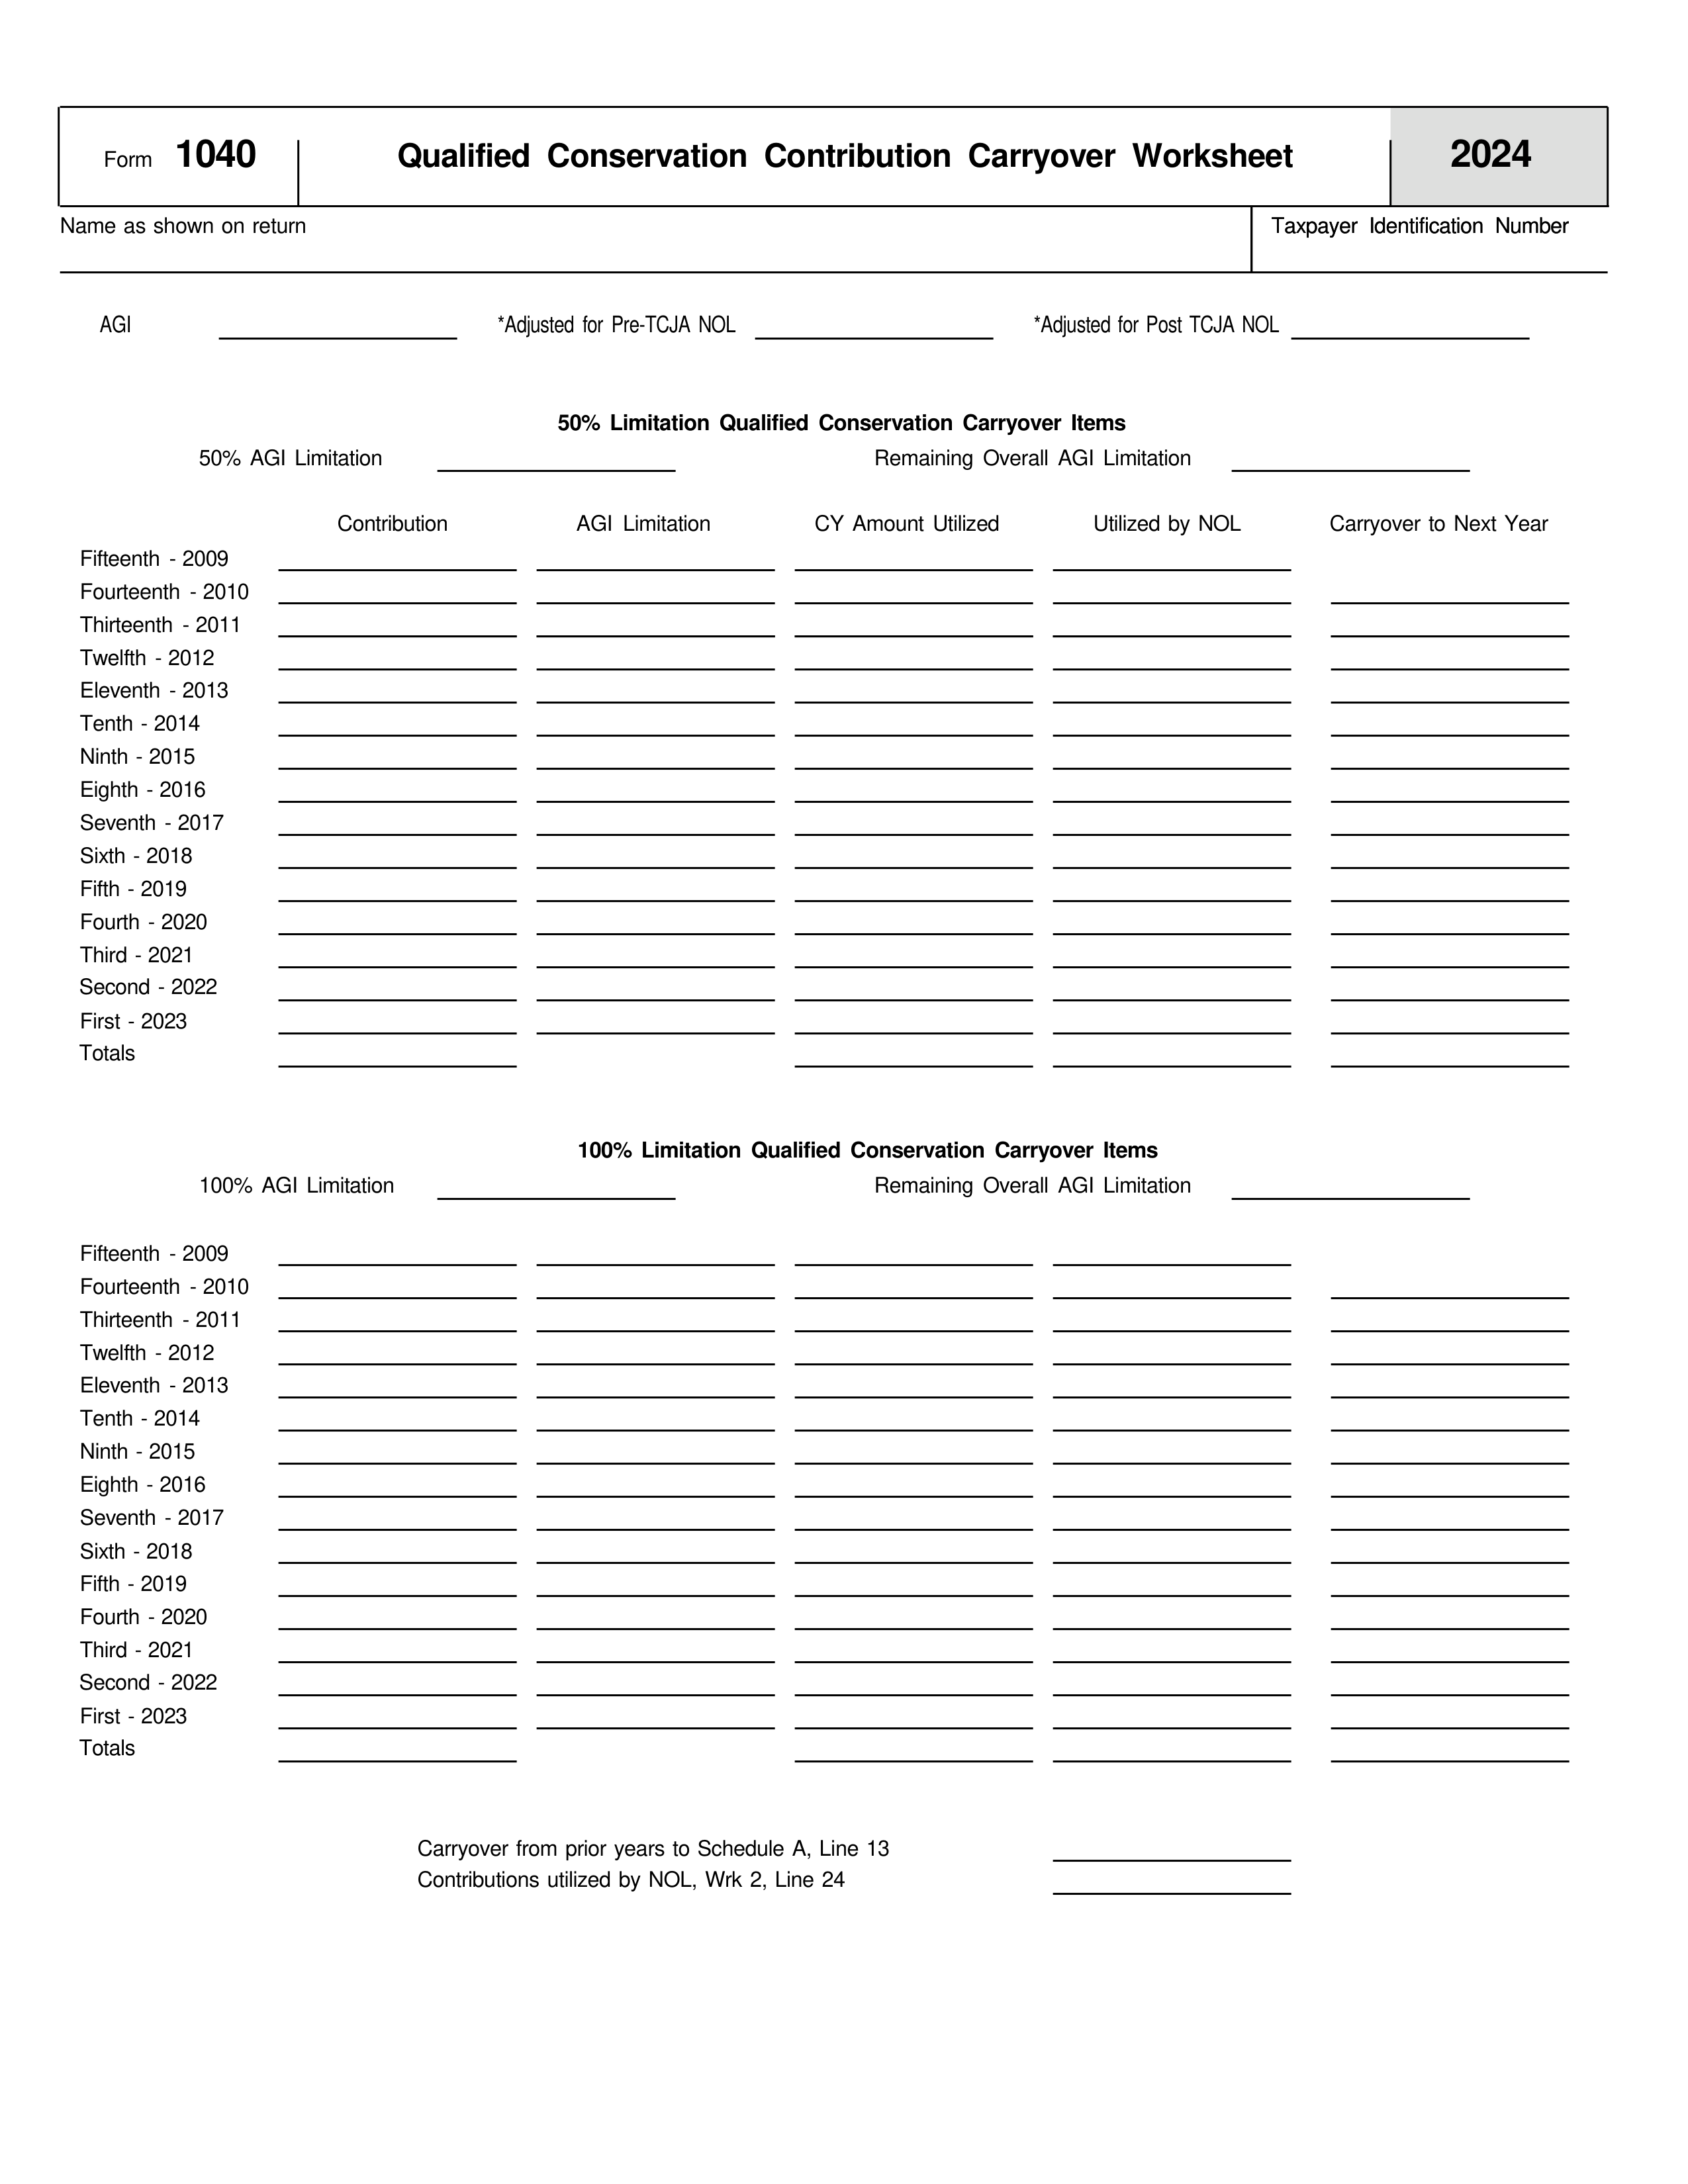 Form 1040 Qualified Conservation Contribution Carryover Worksheet 2024
Name as shown on return Taxpayer Identification Number
AGI *Adjusted for Pre-TCJA NOL *Adjusted for Post TCJA NOL
50% Limitation Qualified Conservation Carryover Items
50% AGI Limitation Remaining Overall AGI Limitation
Contribution AGI Limitation CY Amount Utilized Utilized by NOL Carryover to Next Year
Fifteenth - 2009
Fourteenth - 2010
Thirteenth - 2011
Twelfth - 2012
Eleventh - 2013
Tenth - 2014
Ninth - 2015
Eighth - 2016
Seventh - 2017
Sixth - 2018
Fifth - 2019
Fourth - 2020
Third - 2021
Second - 2022
First - 2023
Totals
100% Limitation Qualified Conservation Carryover Items
100% AGI Limitation Remaining Overall AGI Limitation
Fifteenth - 2009
Fourteenth - 2010
Thirteenth - 2011
Twelfth - 2012
Eleventh - 2013
Tenth - 2014
Ninth - 2015
Eighth - 2016
Seventh - 2017
Sixth - 2018
Fifth - 2019
Fourth - 2020
Third - 2021
Second - 2022
First - 2023
Totals
Carryover from prior years to Schedule A, Line 13
Contributions utilized by NOL, Wrk 2, Line 24